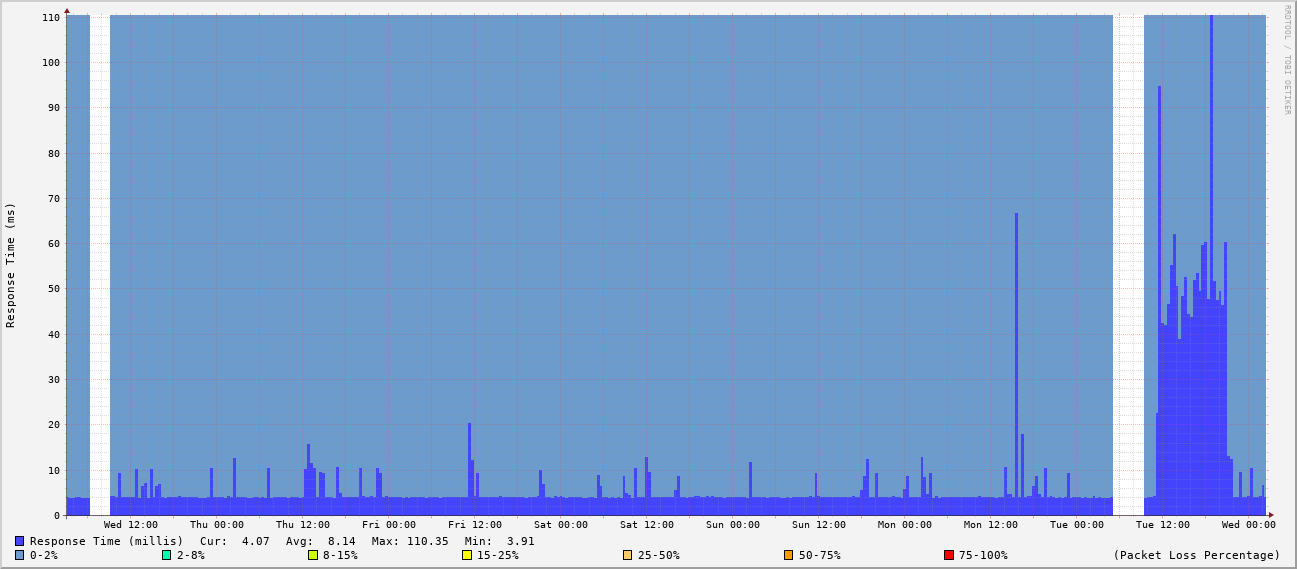 RRDTOOL / TOBI OETIKER
Response Time (ms)
110
100
90
80
70
60
50
40
30
20
10
0
Wed 12:00 Thu 00:00 Thu 12:00 Fri 00:00 Fri 12:00 Sat 00:00 Sat 12:00 Sun 00:00 Sun 12:00 Mon 00:00 Mon 12:00 Tue 00:00 Tue 12:00 Wed 00:00
Response Time (millis) Cur: 4.07 Avg: 8.14 Max: 110.35 Min: 3.91
0-2% 2-8% 8-15% 15-25% 25-50% 50-75% 75-100% (Packet Loss Percentage)